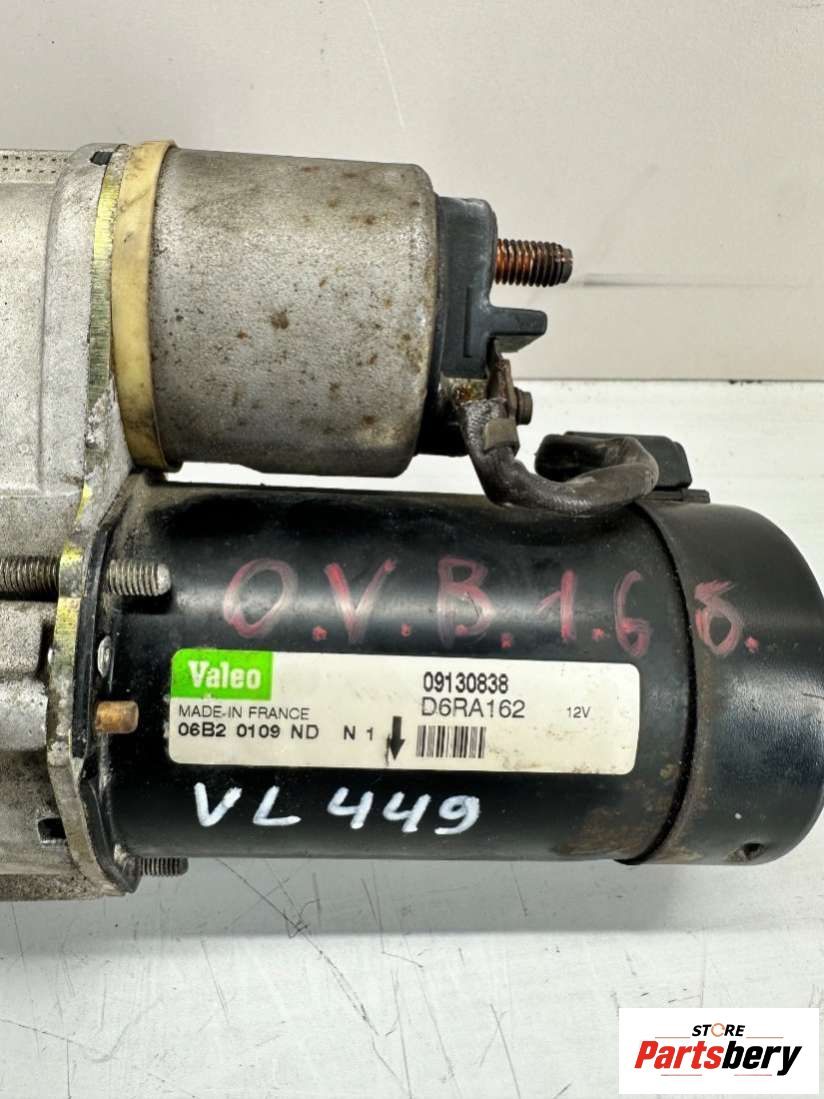 O.V.B.1.6 8.
Valeo
09130838
MADE IN FRANCE
D6RA162 12V
06B2 0109 ND N 1
VL 449
STORE
Partsbery